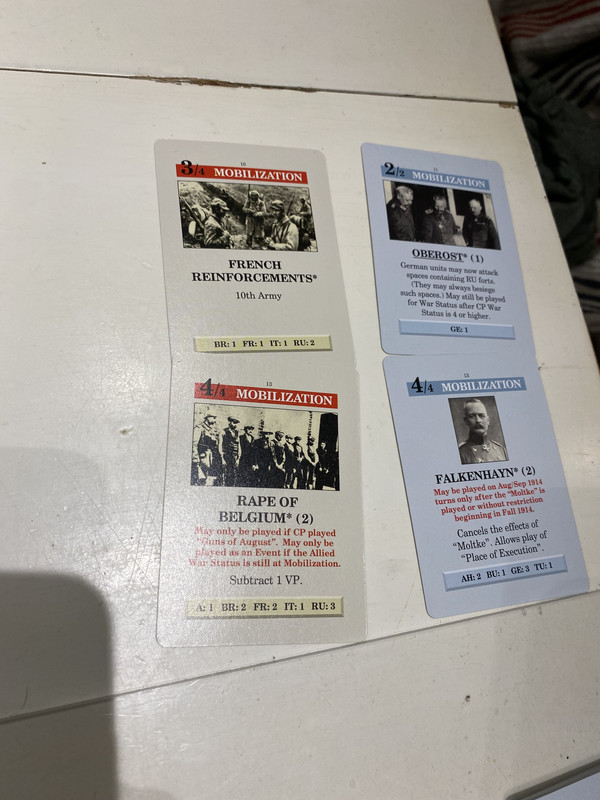 10
3/4 MOBILIZATION
FRENCH
REINFORCEMENTS*
10th Army
BR: 1 FR: 1 IT: 1 RU: 2
2/2 MOBILIZATION
OBEROST* (1)
German units may now attack
spaces containing RU forts.
(They may always besiege
such spaces.) May still be played
for War Status after CP War
Status is 4 or higher.
GE: 1
13
4/4 MOBILIZATION
RAPE OF
BELGIUM* (2)
May only be played if CP played
"Guns of August". May only be
played as an Event if the Allied
War Status is still at Mobilization.
Subtract 1 VP.
A: 1 BR: 2 FR: 2 IT: 1 RU: 3
4/4 MOBILIZATION
FALKENHAYN* (2)
May be played on Aug/Sep 1914
turns only after the "Moltke" is
played or without restriction
beginning in Fall 1914.
Cancels the effects of
"Moltke". Allows play of
"Place of Execution".
AH: 2 BU: 1 GE: 3 TU: 1